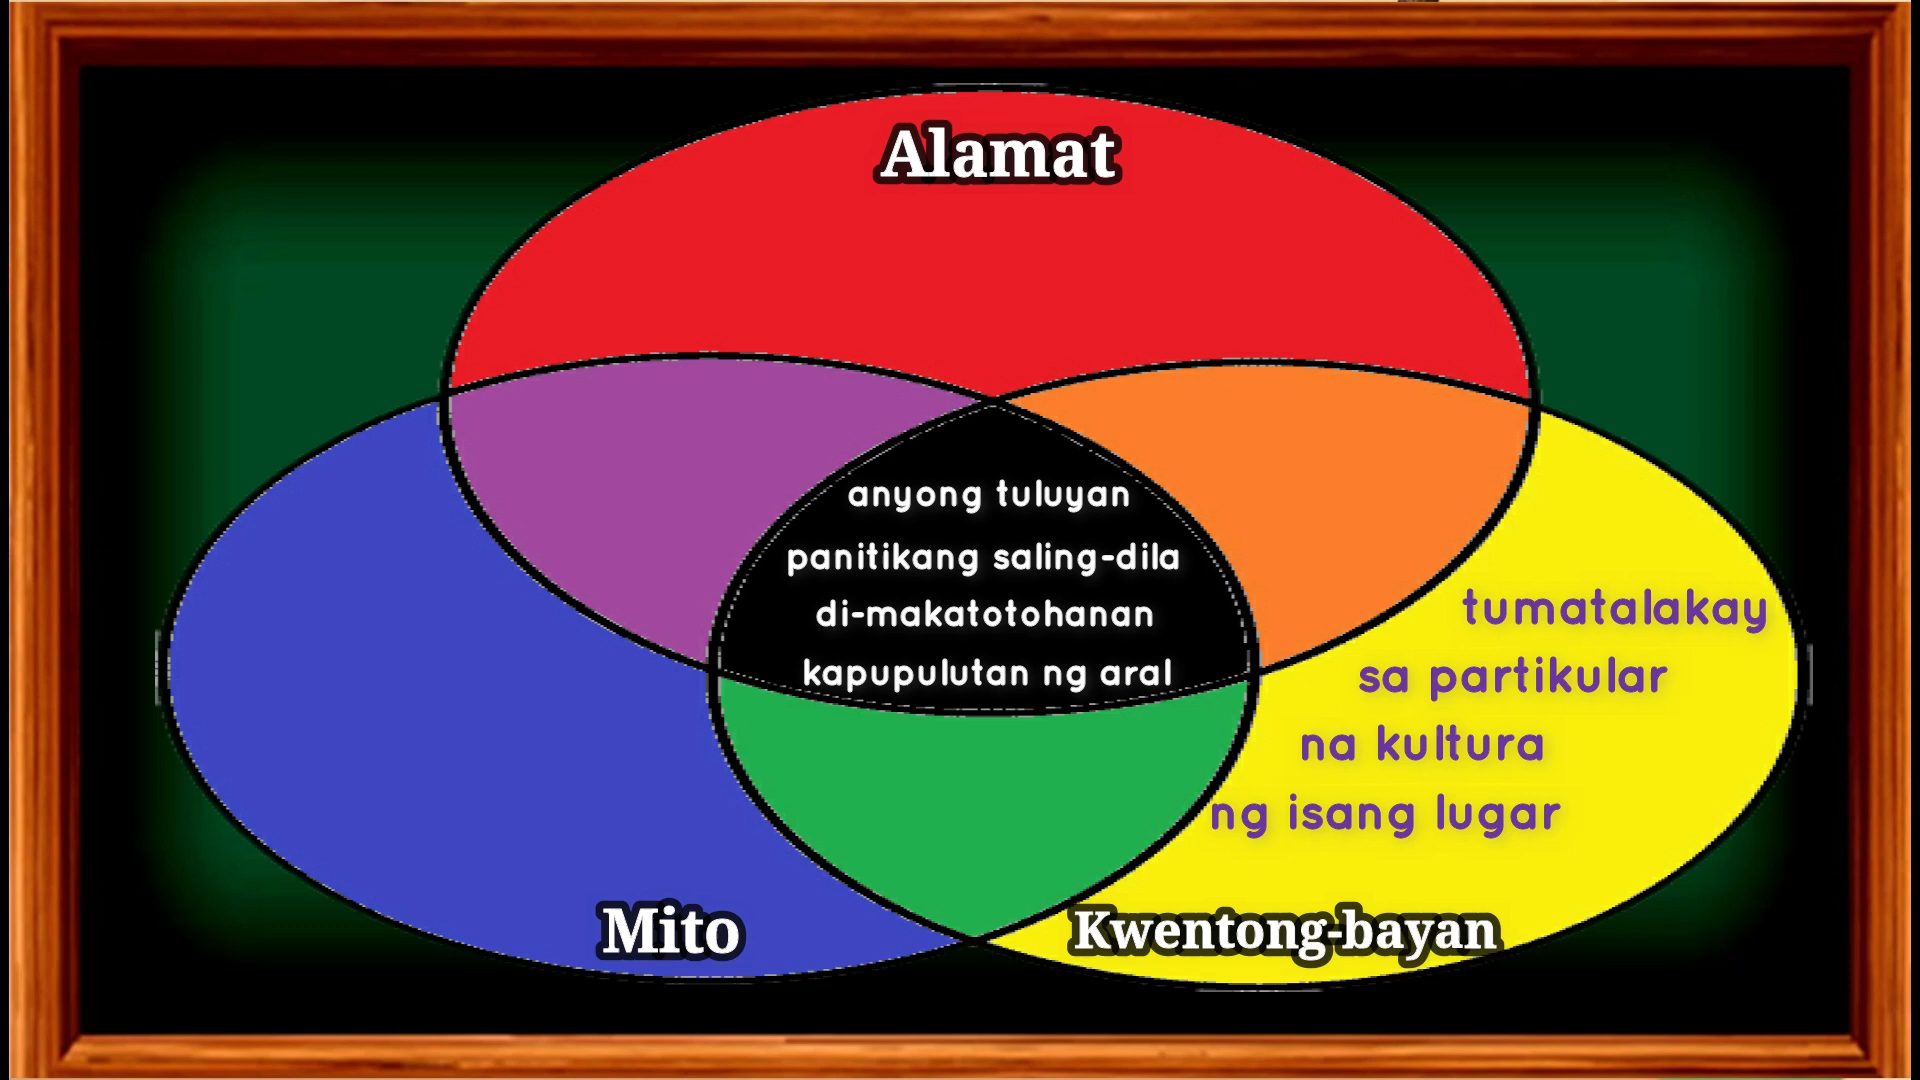 Alamat
anyong tuluyan
panitikang saling-dila
di-makatotohanan
kapupulutan ng aral
tumatalakay
sa partikular
na kultura
ng isang lugar
Mito
Kwentong-bayan